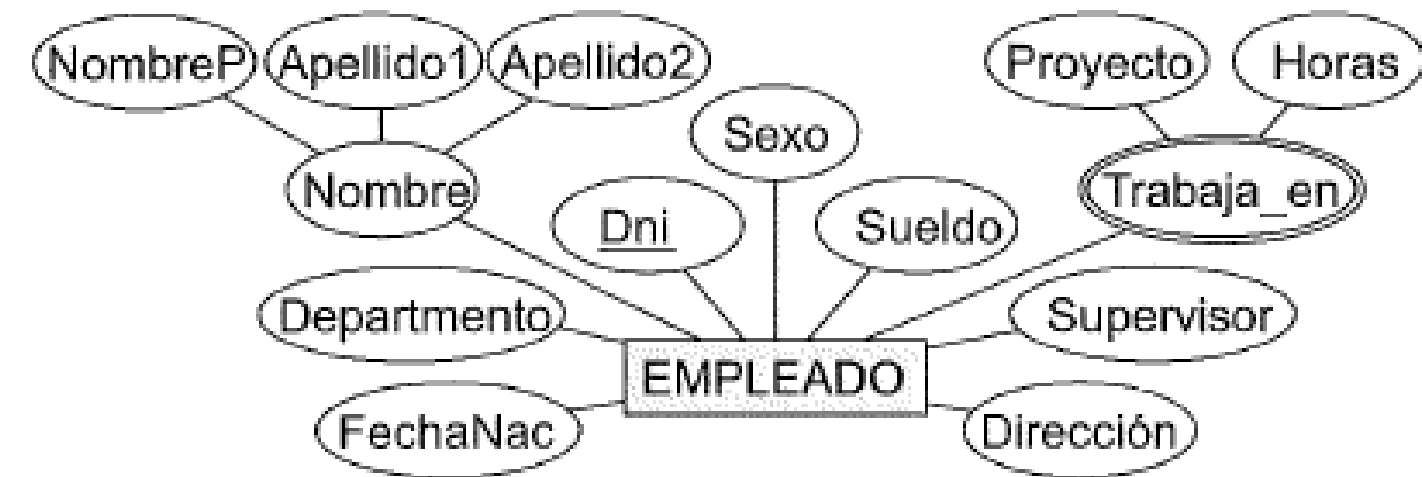 NombreP Apellido1 Apellido2 Proyecto Horas
Sexo
Nombre Trabaja_en
Dni Sueldo
Departmento Supervisor
EMPLEADO
FechaNac Dirección